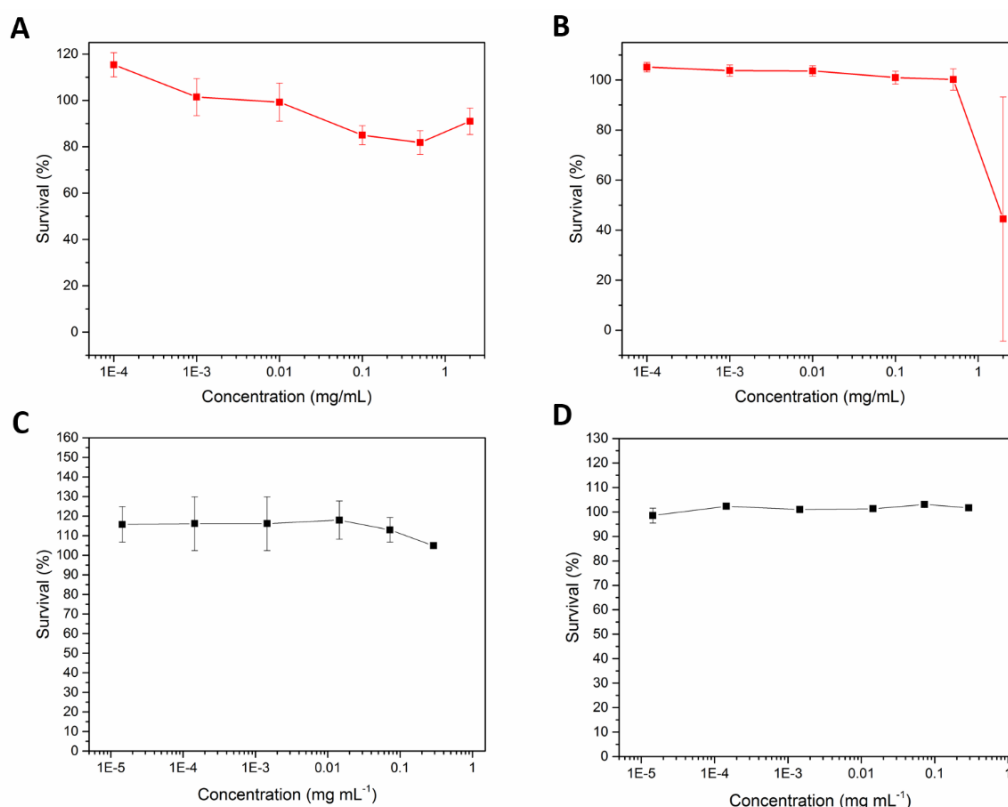 A
120
100
80
60
40
20
0
Survival (%)
1E-4 1E-3 0.01 0.1 1
Concentration (mg/mL)
B
100
80
60
40
20
0
Survival (%)
1E-4 1E-3 0.01 0.1 1
Concentration (mg/mL)
C
160
150
140
130
120
110
100
90
80
70
60
50
40
30
20
10
0
Survival (%)
1E-5 1E-4 1E-3 0.01 0.1 1
Concentration (mg mL⁻¹)
D
130
120
110
100
90
80
70
60
50
40
30
20
10
0
Survival (%)
1E-5 1E-4 1E-3 0.01 0.1 1
Concentration (mg mL⁻¹)